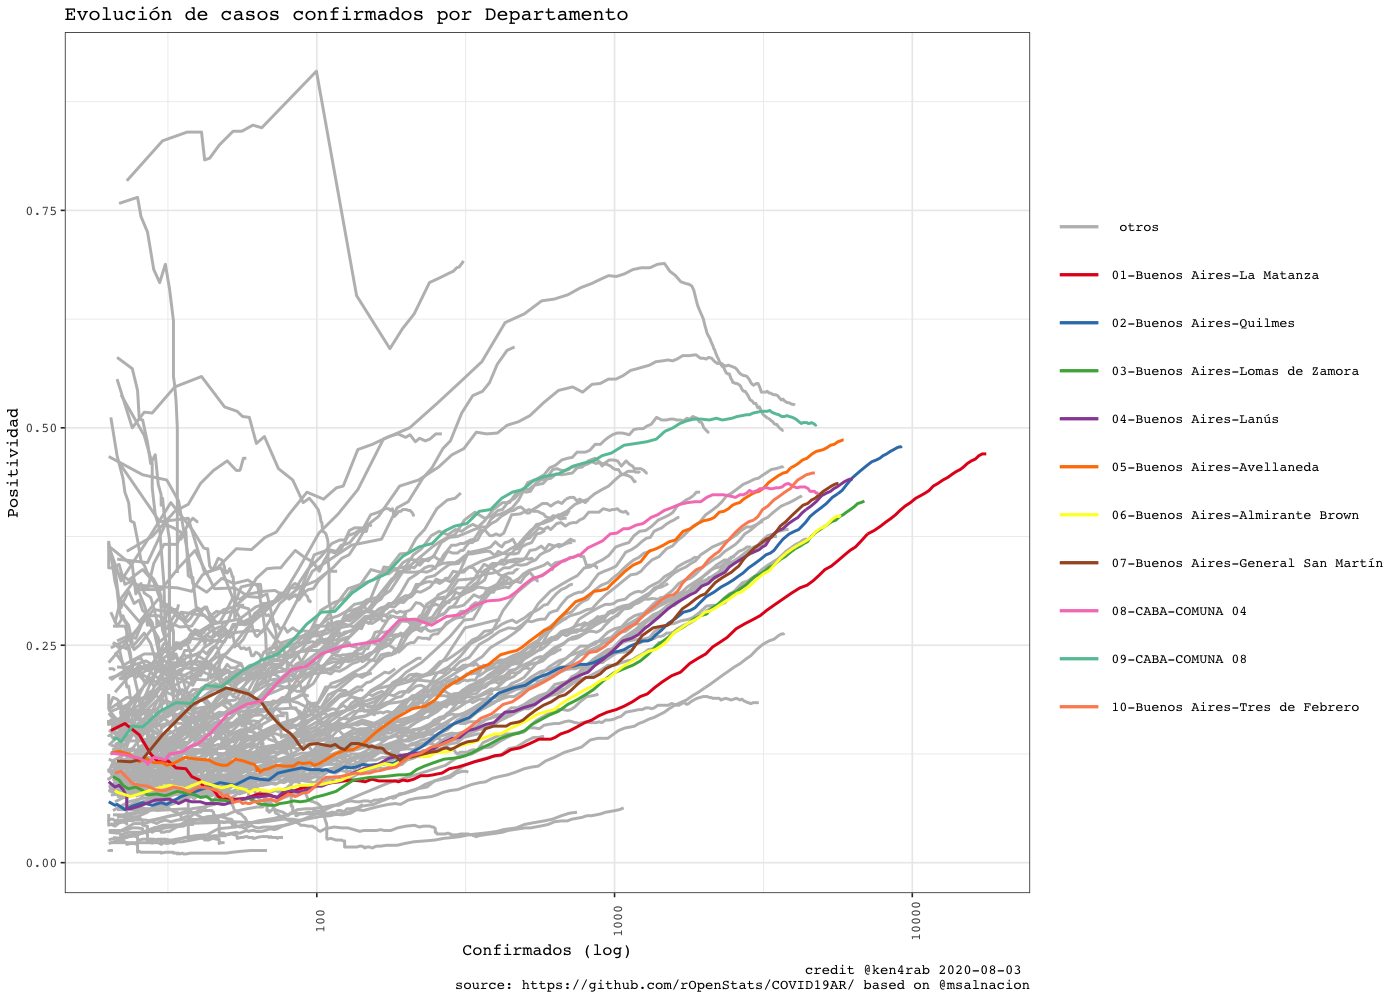 Evolución de casos confirmados por Departamento
Positividad
0.75
0.50
0.25
0.00
100
1000
10000
Confirmados (log)
otros
01-Buenos Aires-La Matanza
02-Buenos Aires-Quilmes
03-Buenos Aires-Lomas de Zamora
04-Buenos Aires-Lanús
05-Buenos Aires-Avellaneda
06-Buenos Aires-Almirante Brown
07-Buenos Aires-General San Martín
08-CABA-COMUNA 04
09-CABA-COMUNA 08
10-Buenos Aires-Tres de Febrero
credit @ken4rab 2020-08-03
source: https://github.com/rOpenStats/COVID19AR/ based on @msalnacion